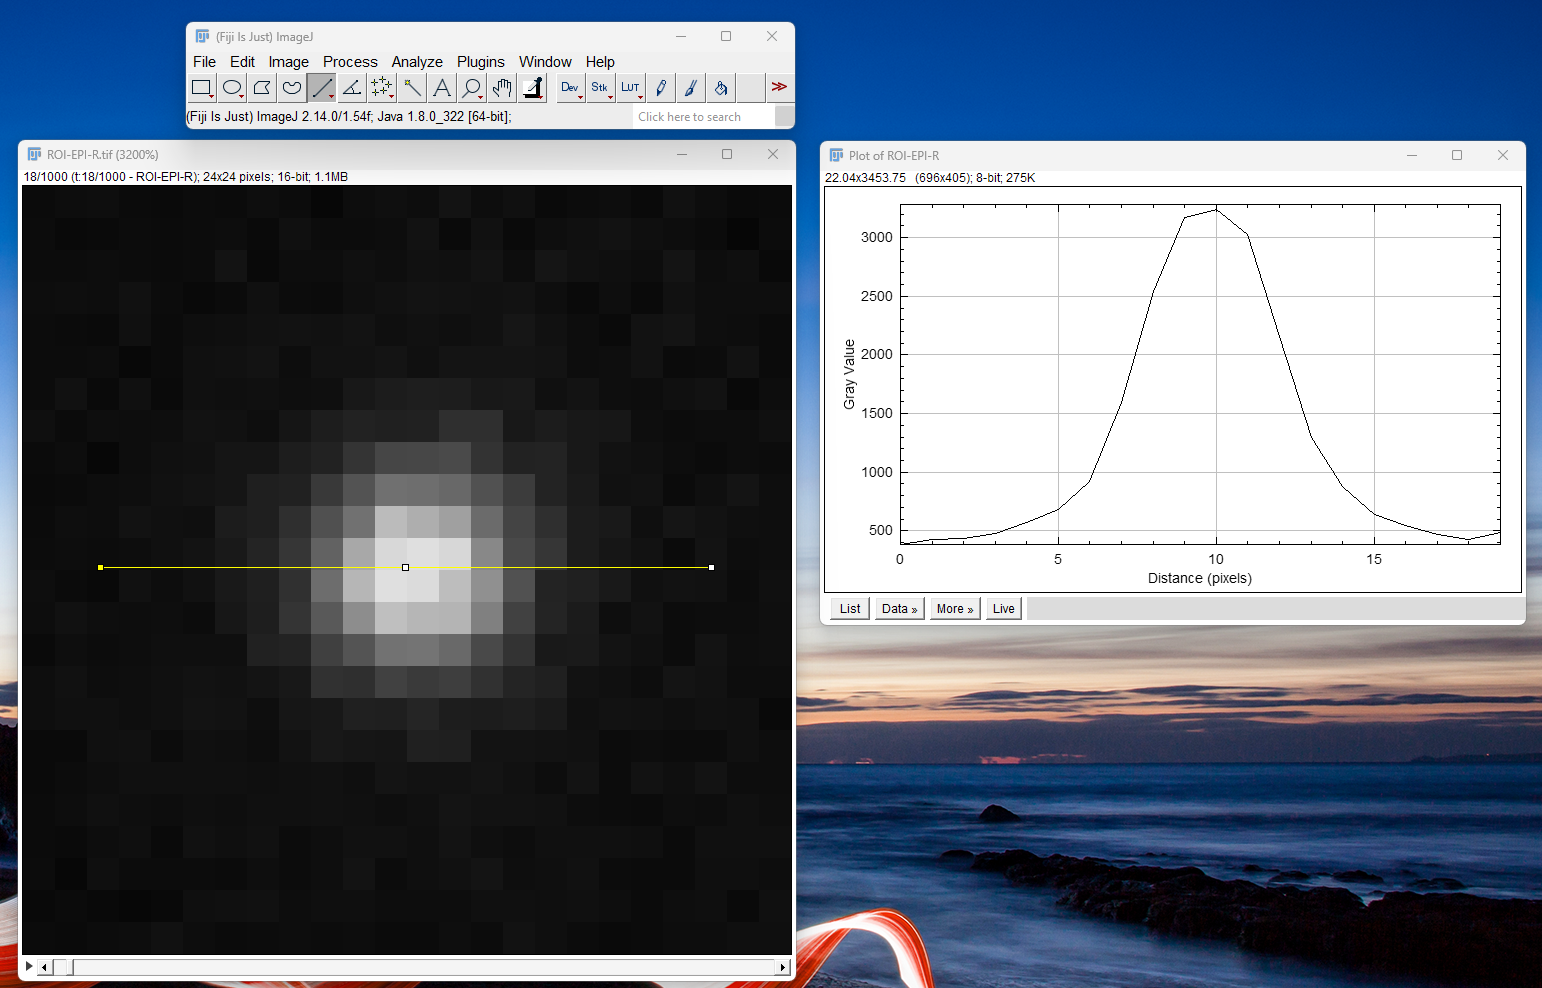 (Fiji Is Just) ImageJ
File Edit Image Process Analyze Plugins Window Help
Dev Stk LUT >>
(Fiji Is Just) ImageJ 2.14.0/1.54f; Java 1.8.0_322 [64-bit];
Click here to search
ROI-EPI-R.tif (3200%)
18/1000 (t:18/1000 - ROI-EPI-R); 24x24 pixels; 16-bit; 1.1MB
Plot of ROI-EPI-R
22.04x3453.75 (696x405); 8-bit; 275K
3000
2500
2000
1500
1000
500
Gray Value
0 5 10 15
Distance (pixels)
List Data » More » Live